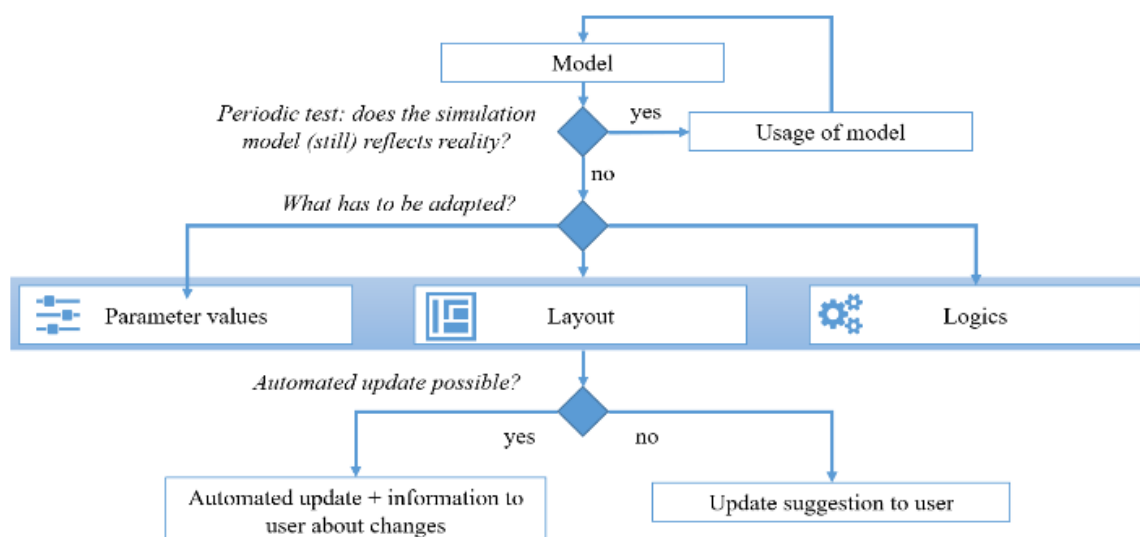 Model
Periodic test: does the simulation
model (still) reflects reality?
yes
Usage of model
no
What has to be adapted?
Parameter values
Layout
Logics
Automated update possible?
yes
no
Automated update + information to
user about changes
Update suggestion to user